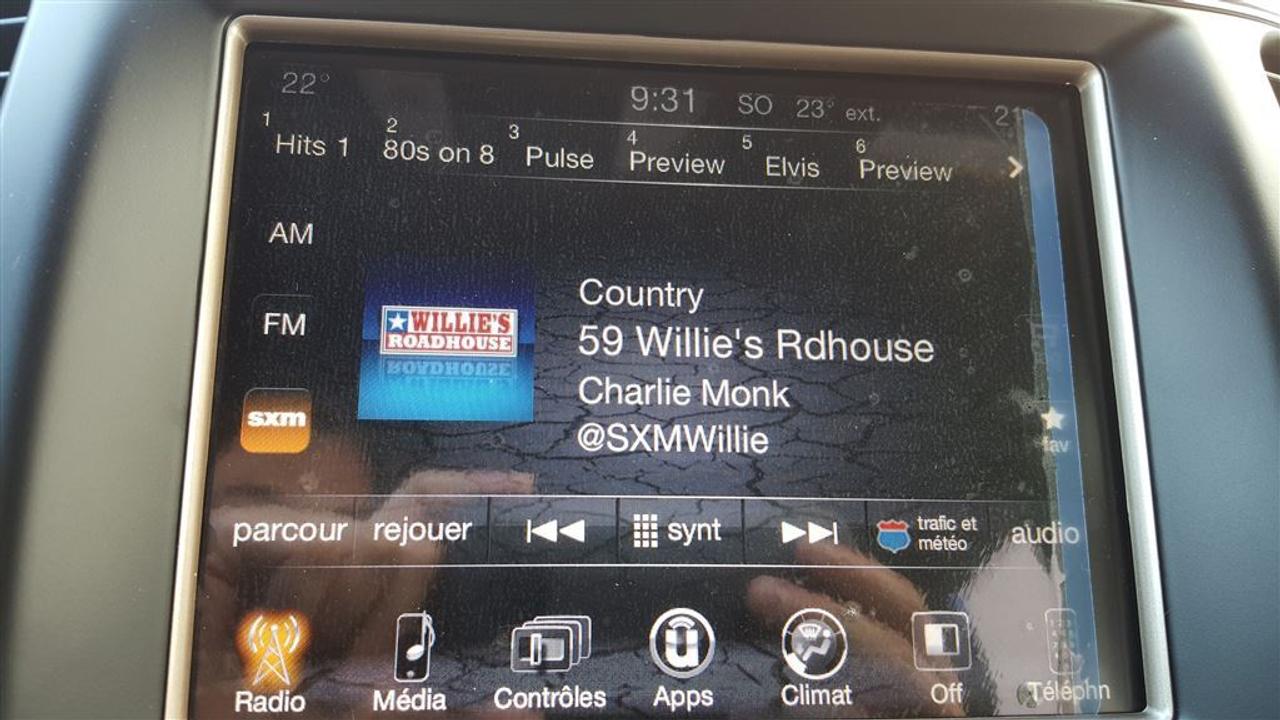 22° 9:31 SO 23° ext. 21
1 Hits 1 2 80s on 8 3 Pulse 4 Preview 5 Elvis 6 Preview
AM
FM
sxm
WILLIE'S
ROADHOUSE
Country
59 Willie's Rdhouse
Charlie Monk
@SXMWillie
fav
parcour rejouer synt trafic et
météo audio
Radio Média Contrôles Apps Climat Off Téléphn